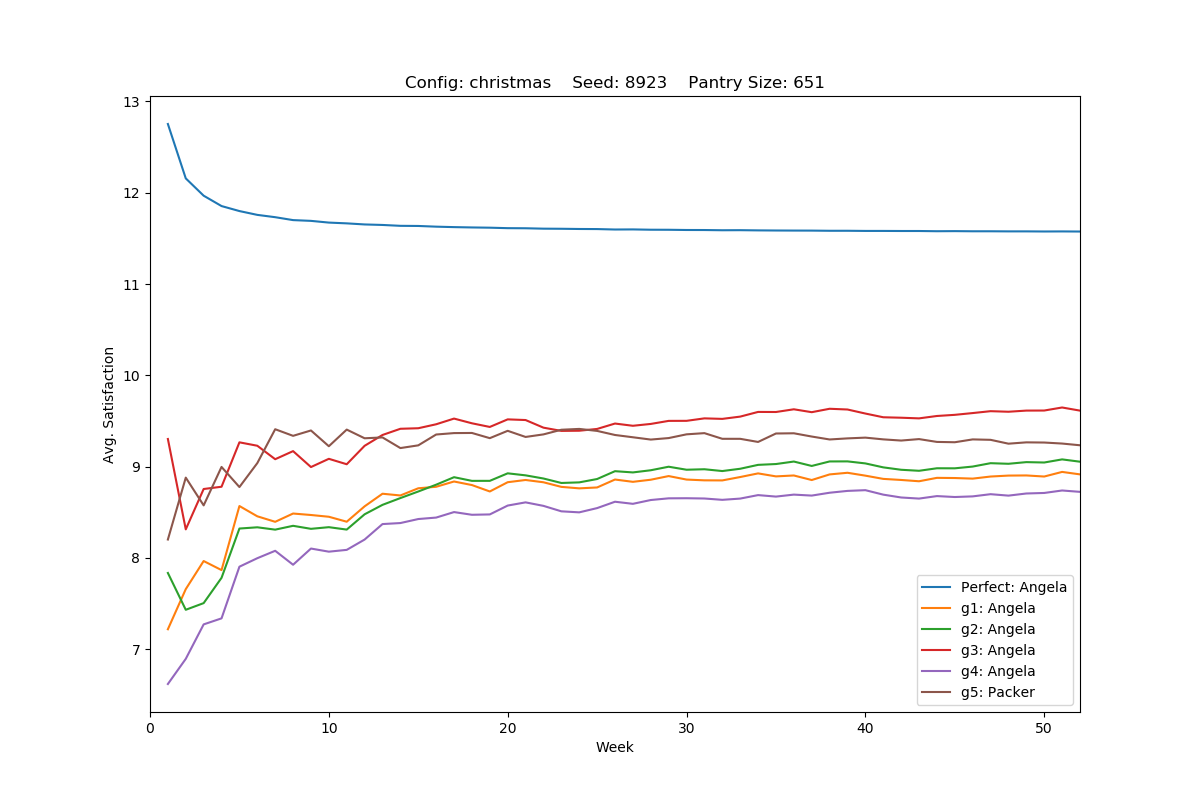 Config: christmas    Seed: 8923    Pantry Size: 651
13
12
11
10
9
8
7
Avg. Satisfaction
0 10 20 30 40 50
Week
Perfect: Angela
g1: Angela
g2: Angela
g3: Angela
g4: Angela
g5: Packer